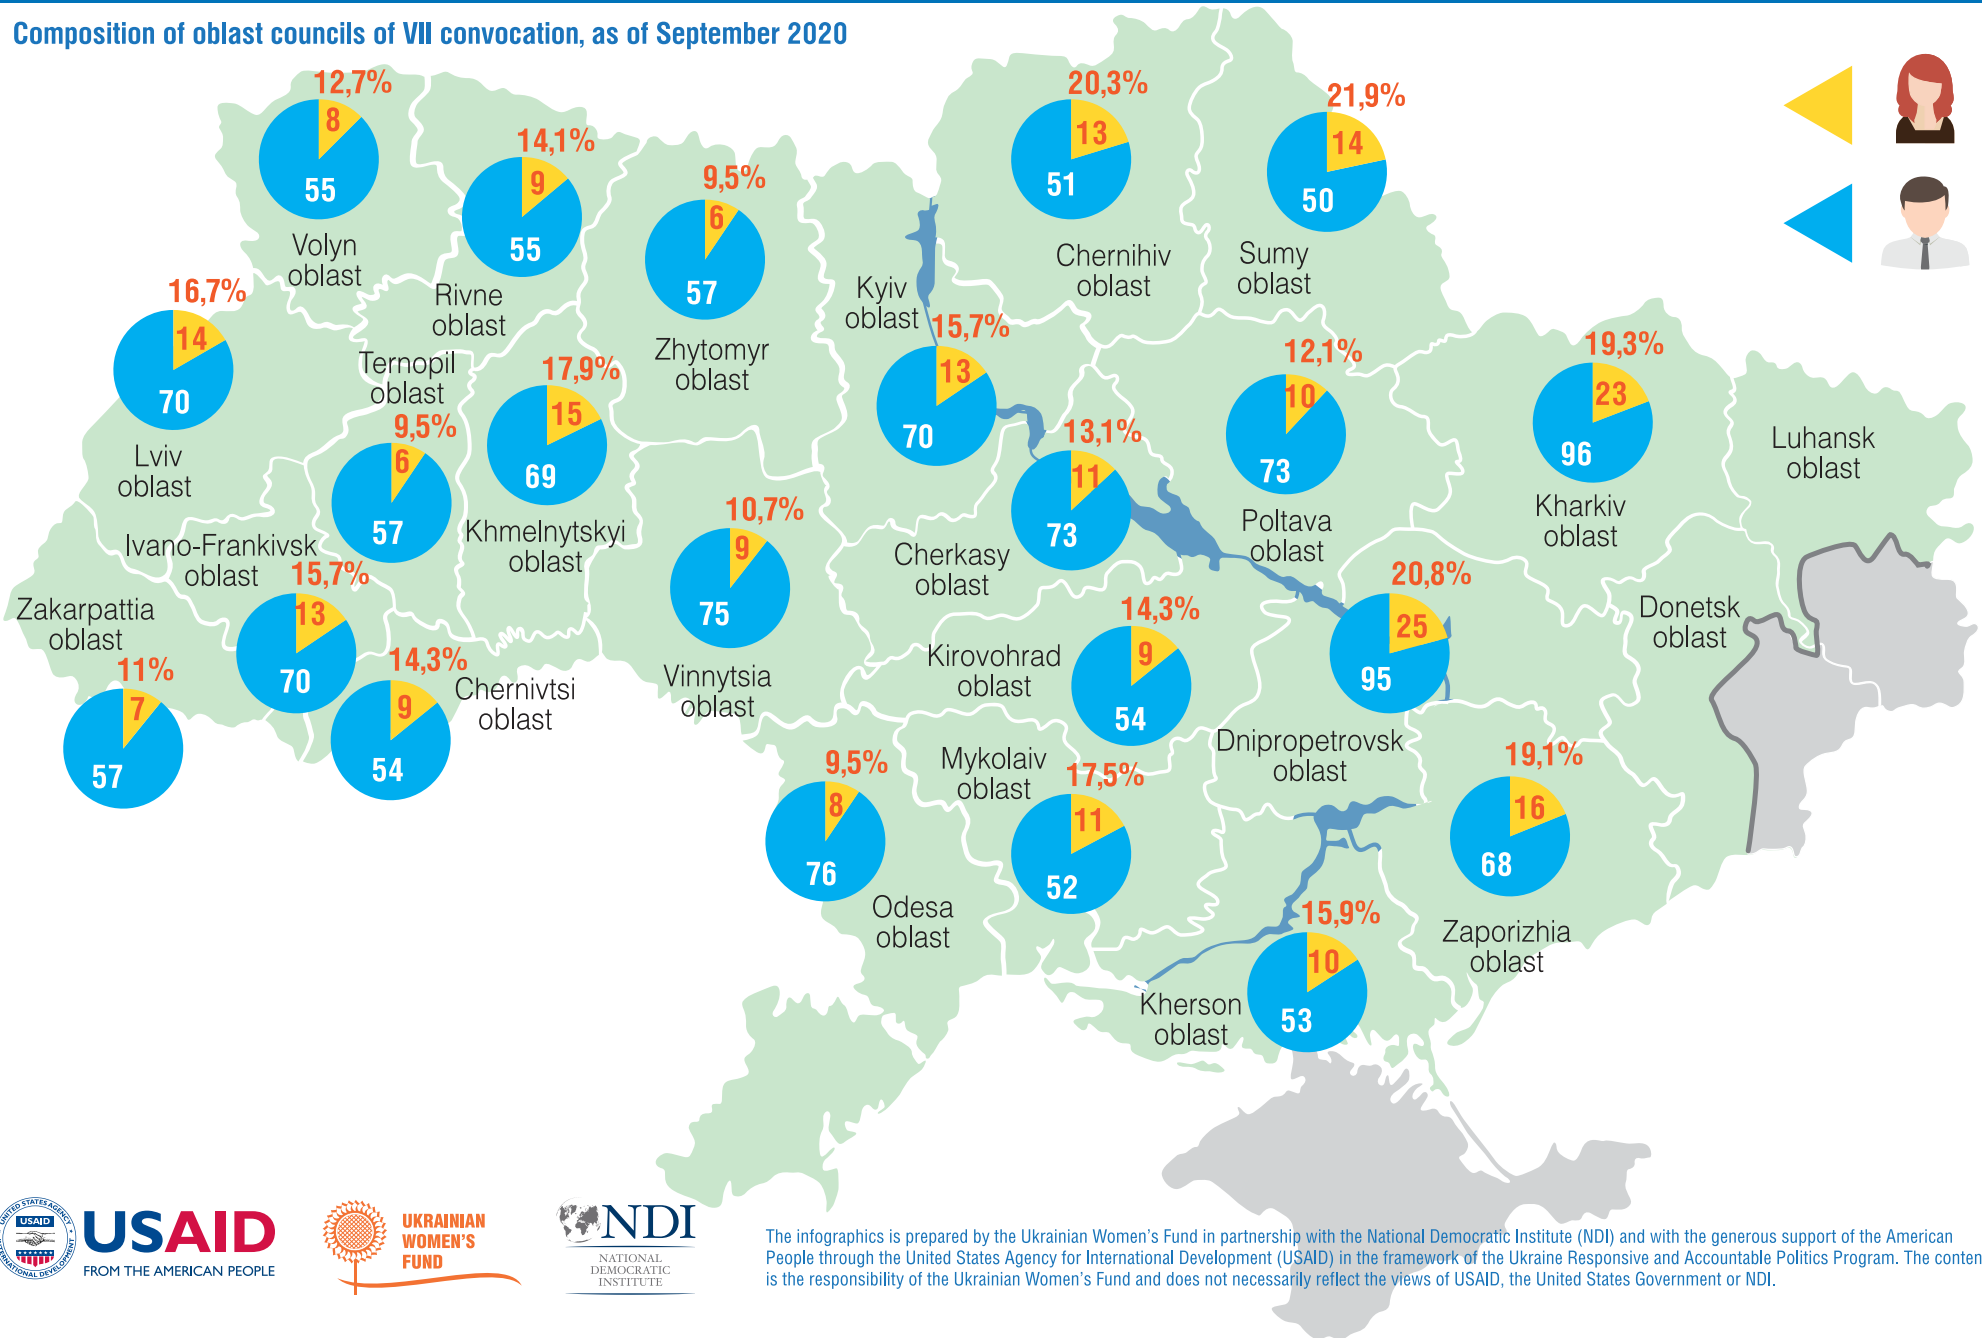 Composition of oblast councils of VII convocation, as of September 2020
12,7%
8
55
Volyn
oblast
14,1%
9
55
Rivne
oblast
9,5%
6
57
Zhytomyr
oblast
Kyiv
oblast
15,7%
13
70
20,3%
13
51
Chernihiv
oblast
21,9%
14
50
Sumy
oblast
16,7%
14
70
Lviv
oblast
Ternopil
oblast
9,5%
6
57
17,9%
15
69
Khmelnytskyi
oblast
10,7%
9
75
Vinnytsia
oblast
13,1%
11
73
Cherkasy
oblast
12,1%
10
73
Poltava
oblast
19,3%
23
96
Kharkiv
oblast
Luhansk
oblast
Donetsk
oblast
Ivano-Frankivsk
oblast
15,7%
13
70
Zakarpattia
oblast
11%
7
57
14,3%
9
54
Chernivtsi
oblast
14,3%
9
54
Kirovohrad
oblast
20,8%
25
95
Dnipropetrovsk
oblast
9,5%
8
76
Odesa
oblast
Mykolaiv
oblast
17,5%
11
52
19,1%
16
68
Zaporizhia
oblast
15,9%
10
53
Kherson
oblast
UNITED STATES AGENCY
USAID
INTERNATIONAL DEVELOPMENT
USAID
FROM THE AMERICAN PEOPLE
UKRAINIAN
WOMEN'S
FUND
NDI
NATIONAL
DEMOCRATIC
INSTITUTE
The infographics is prepared by the Ukrainian Women's Fund in partnership with the National Democratic Institute (NDI) and with the generous support of the American
People through the United States Agency for International Development (USAID) in the framework of the Ukraine Responsive and Accountable Politics Program. The conten
is the responsibility of the Ukrainian Women's Fund and does not necessarily reflect the views of USAID, the United States Government or NDI.